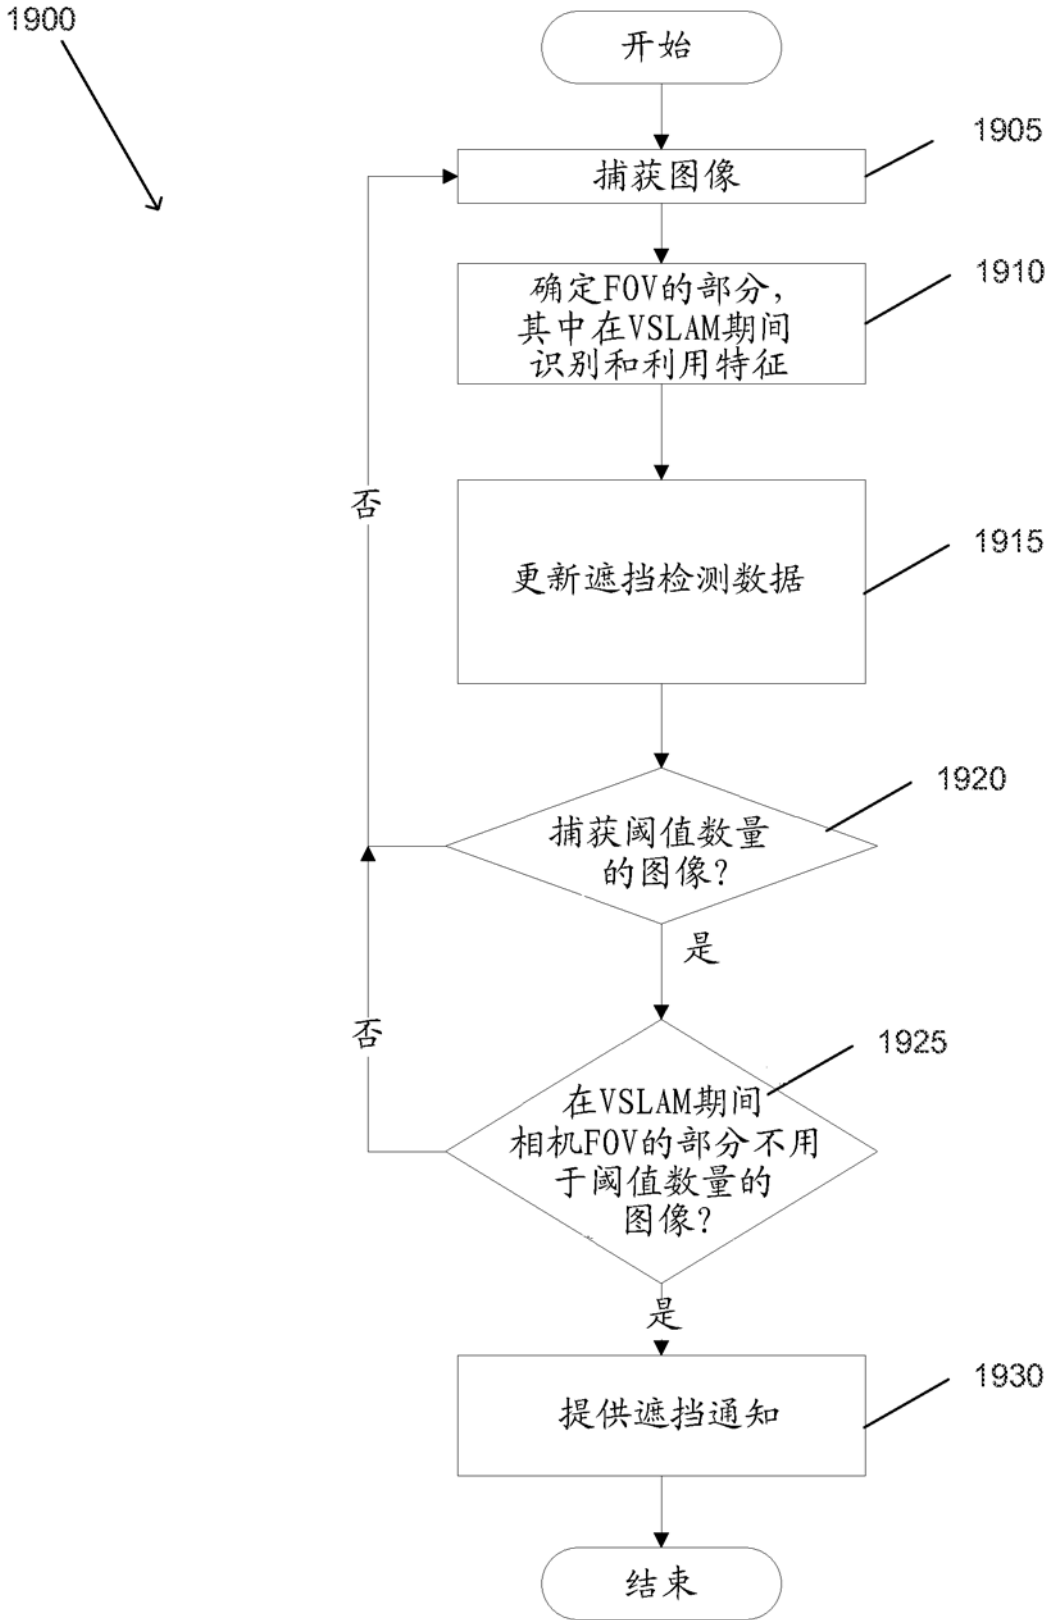 1900
开始
1905
捕获图像
1910
确定FOV的部分,
其中在VSLAM期间
识别和利用特征
否
1915
更新遮挡检测数据
1920
捕获阈值数量
的图像?
是
否
1925
在VSLAM期间
相机FOV的部分不用
于阈值数量的
图像?
是
1930
提供遮挡通知
结束